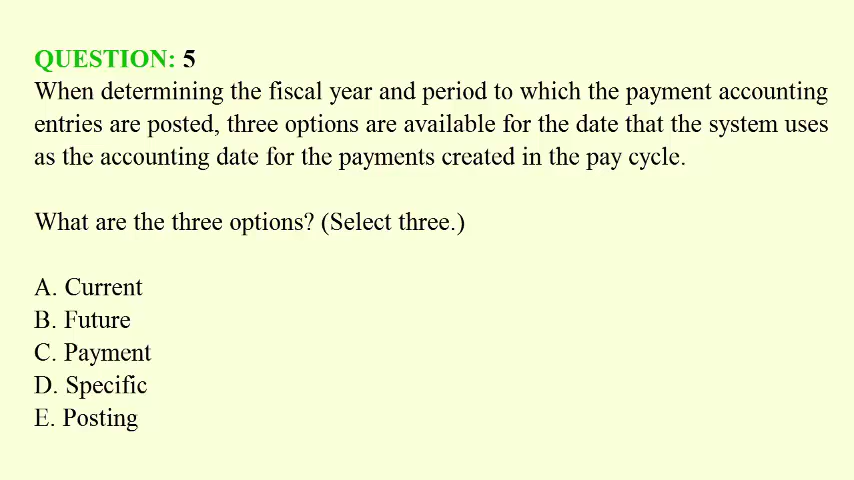 QUESTION: 5
When determining the fiscal year and period to which the payment accounting
entries are posted, three options are available for the date that the system uses
as the accounting date for the payments created in the pay cycle.
What are the three options? (Select three.)
A. Current
B. Future
C. Payment
D. Specific
E. Posting